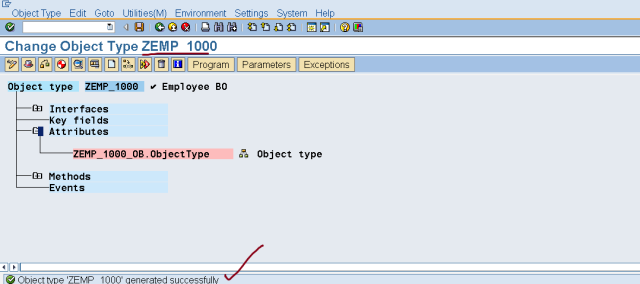 Object Type Edit Goto Utilities(M) Environment Settings System Help
Change Object Type ZEMP_1000
Program Parameters Exceptions
Object type ZEMP_1000 ✔ Employee BO
Interfaces
Key fields
Attributes
ZEMP_1000_OB.ObjectType Object type
Methods
Events
Object type 'ZEMP_1000' generated successfully